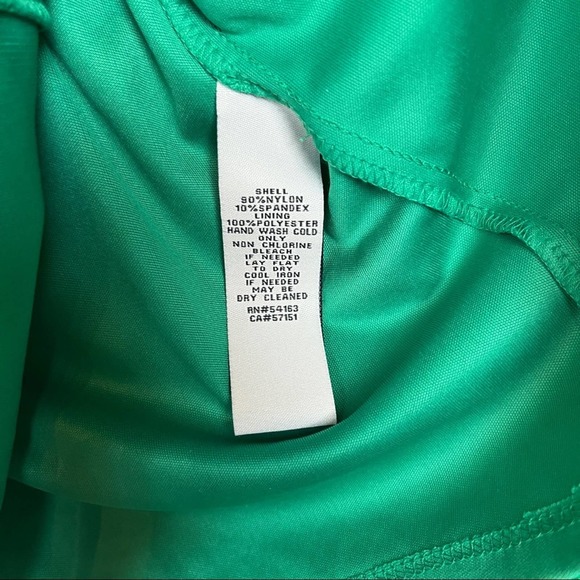 SHELL
90%NYLON
10%SPANDEX
LINING
100%POLYESTER
HAND WASH COLD
ONLY
NON CHLORINE
BLEACH
IF NEEDED
LAY FLAT
TO DRY
COOL IRON
IF NEEDED
MAY BE
DRY CLEANED
RN#54163
CA#57151